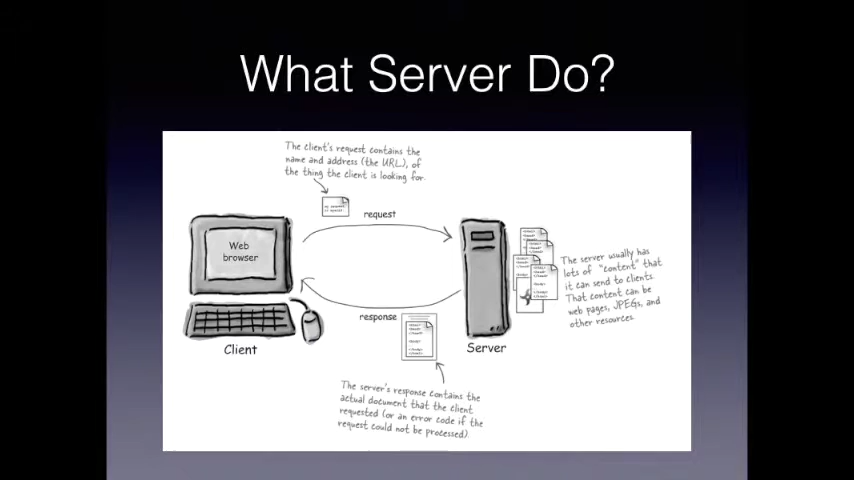 What Server Do?
The client's request contains the
name and address (the URL), of
the thing the client is looking for.
request
Web
browser
The server usually has
lots of "content" that
it can send to clients.
That content can be
web pages, JPEGs, and
other resources.
response
Client
Server
The server's response contains the
actual document that the client
requested (or an error code if the
request could not be processed).